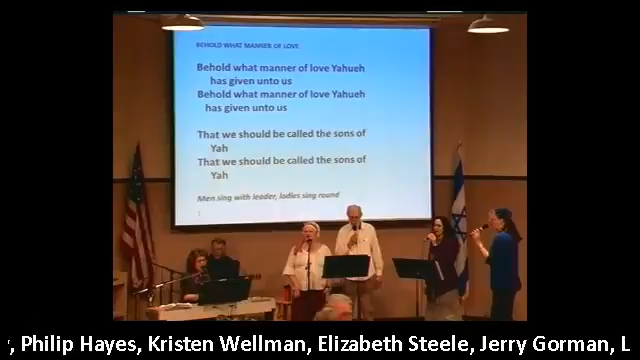 BEHOLD WHAT MANNER OF LOVE
Behold what manner of love Yahueh
has given unto us
Behold what manner of love Yahueh
has given unto us
That we should be called the sons of
Yah
That we should be called the sons of
Yah
Men sing with leader, ladies sing round
, Philip Hayes, Kristen Wellman, Elizabeth Steele, Jerry Gorman, L